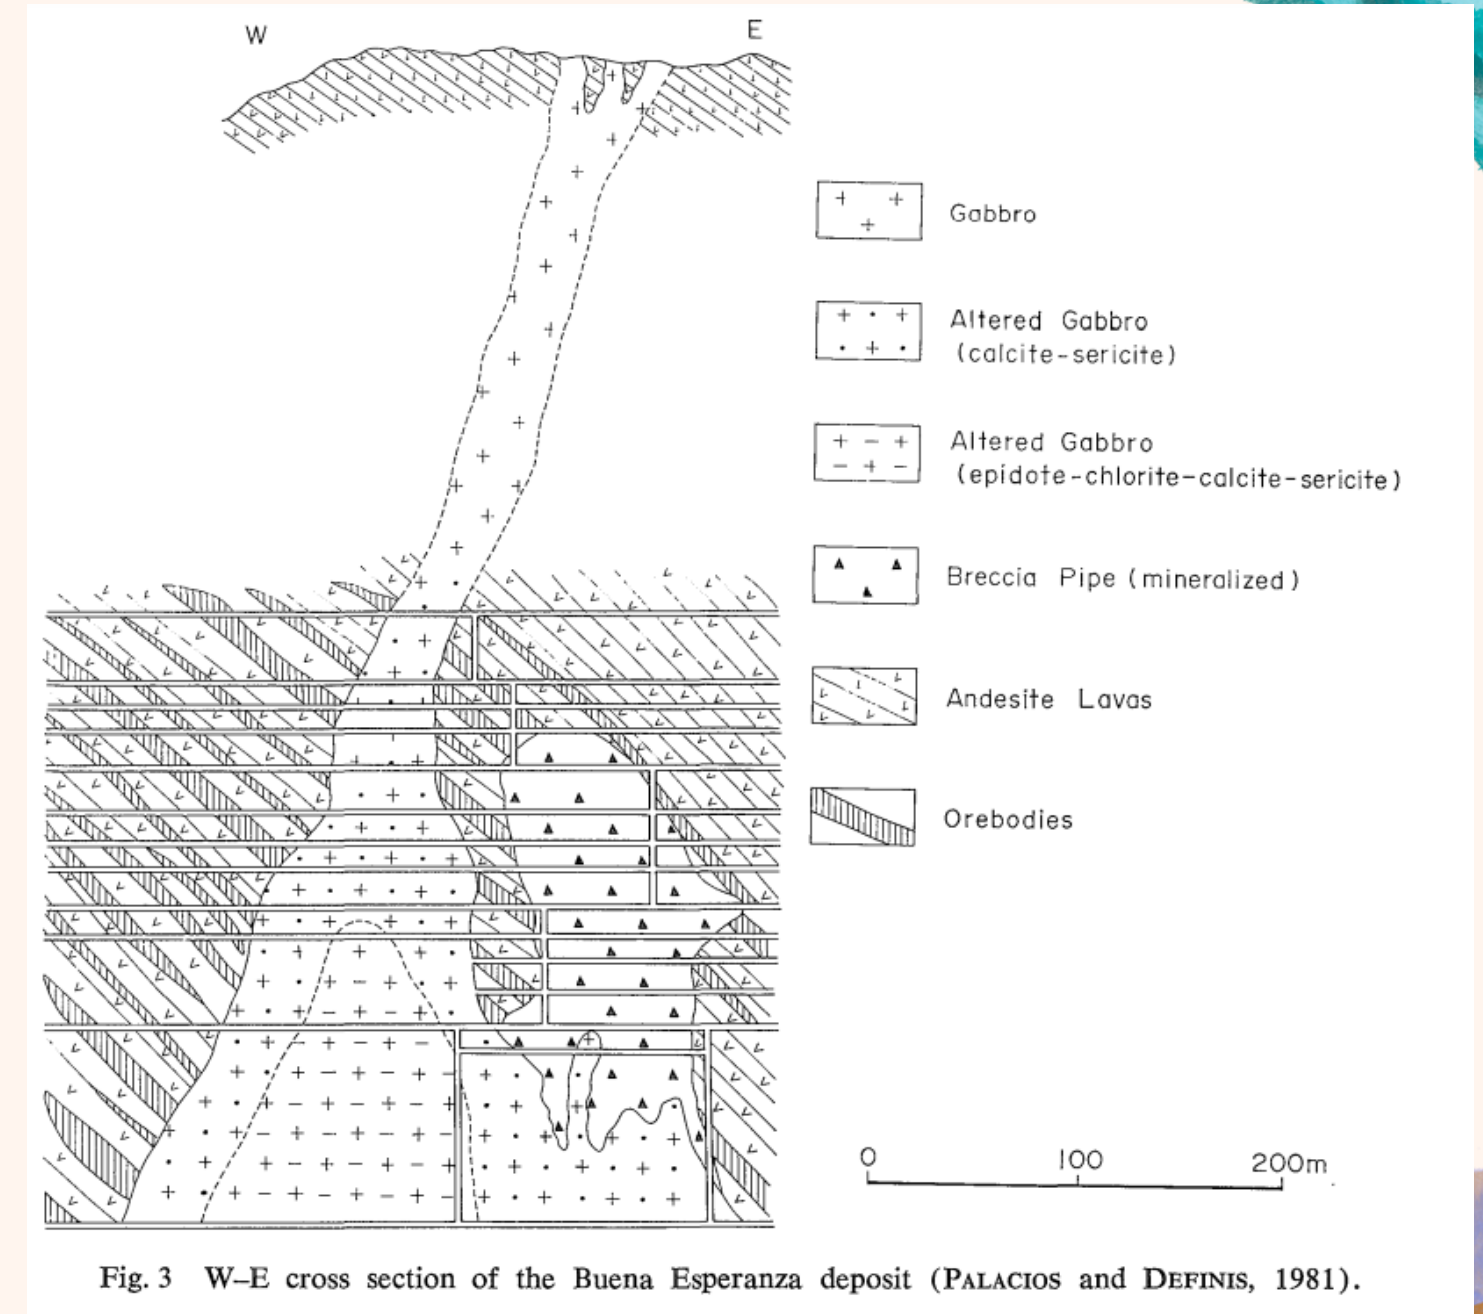 W E
Gabbro
Altered Gabbro
(calcite-sericite)
Altered Gabbro
(epidote-chlorite-calcite-sericite)
Breccia Pipe (mineralized)
Andesite Lavas
Orebodies
0 100 200m
Fig. 3 W–E cross section of the Buena Esperanza deposit (PALACIOS and DEFINIS, 1981).